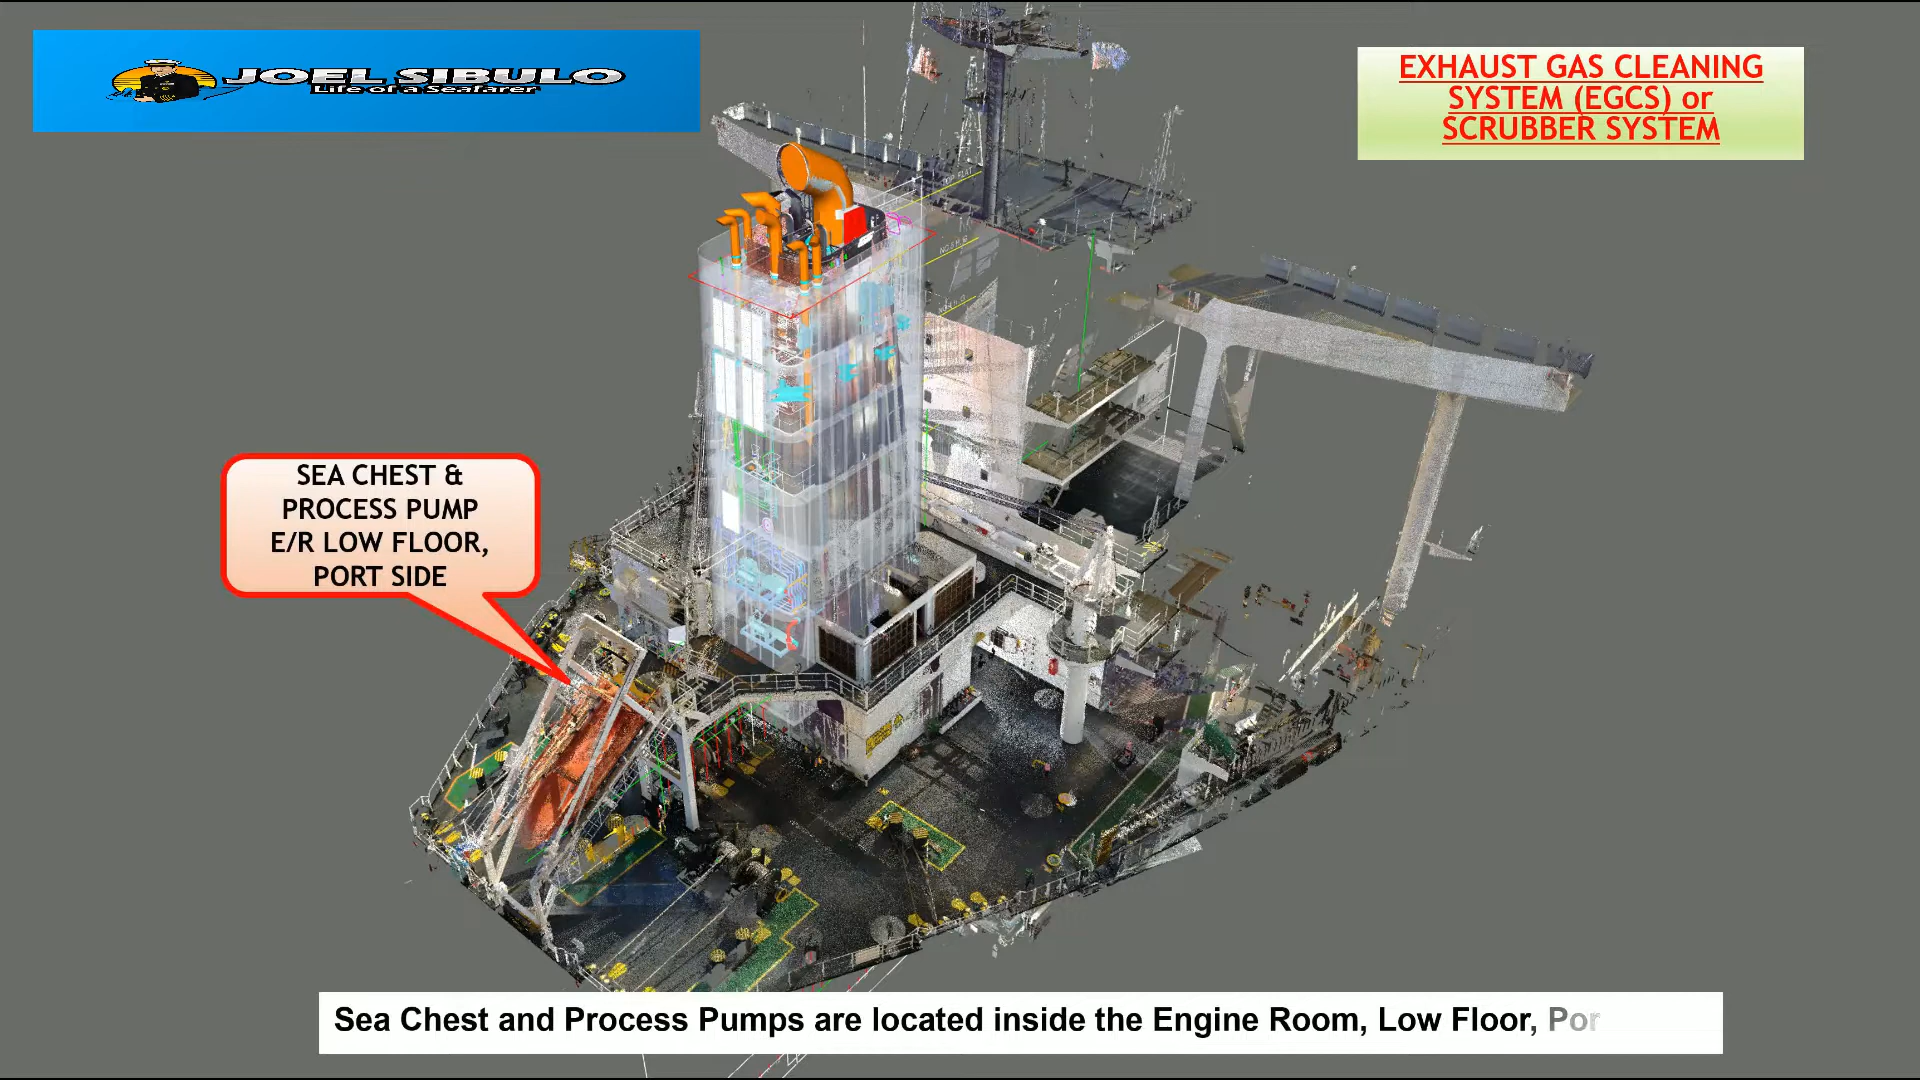 JOEL SIBULO
Life of a Seafarer
EXHAUST GAS CLEANING
SYSTEM (EGCS) or
SCRUBBER SYSTEM
SEA CHEST &
PROCESS PUMP
E/R LOW FLOOR,
PORT SIDE
Sea Chest and Process Pumps are located inside the Engine Room, Low Floor, Por